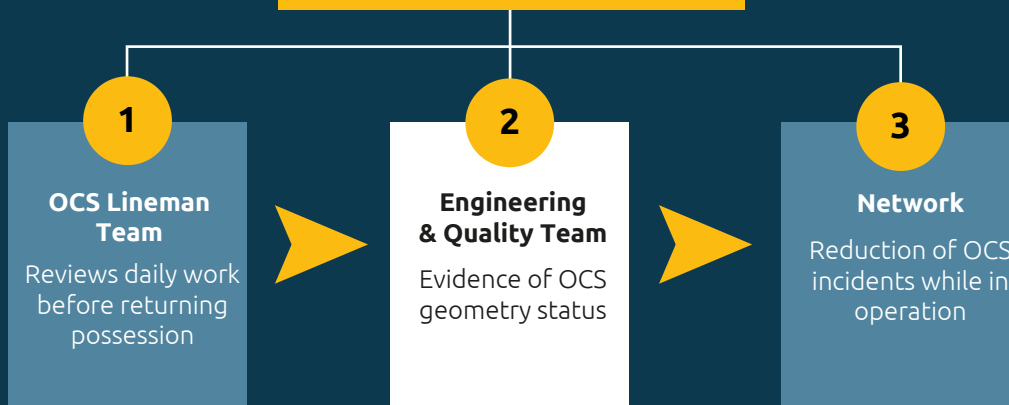 1
OCS Lineman
Team
Reviews daily work
before returning
possession
2
Engineering
& Quality Team
Evidence of OCS
geometry status
3
Network
Reduction of OCS
incidents while in
operation